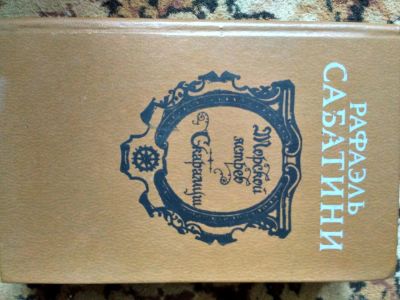 РАФАЭЛЬ
САБАТИНИ
Морской
ястреб
Скарамуш